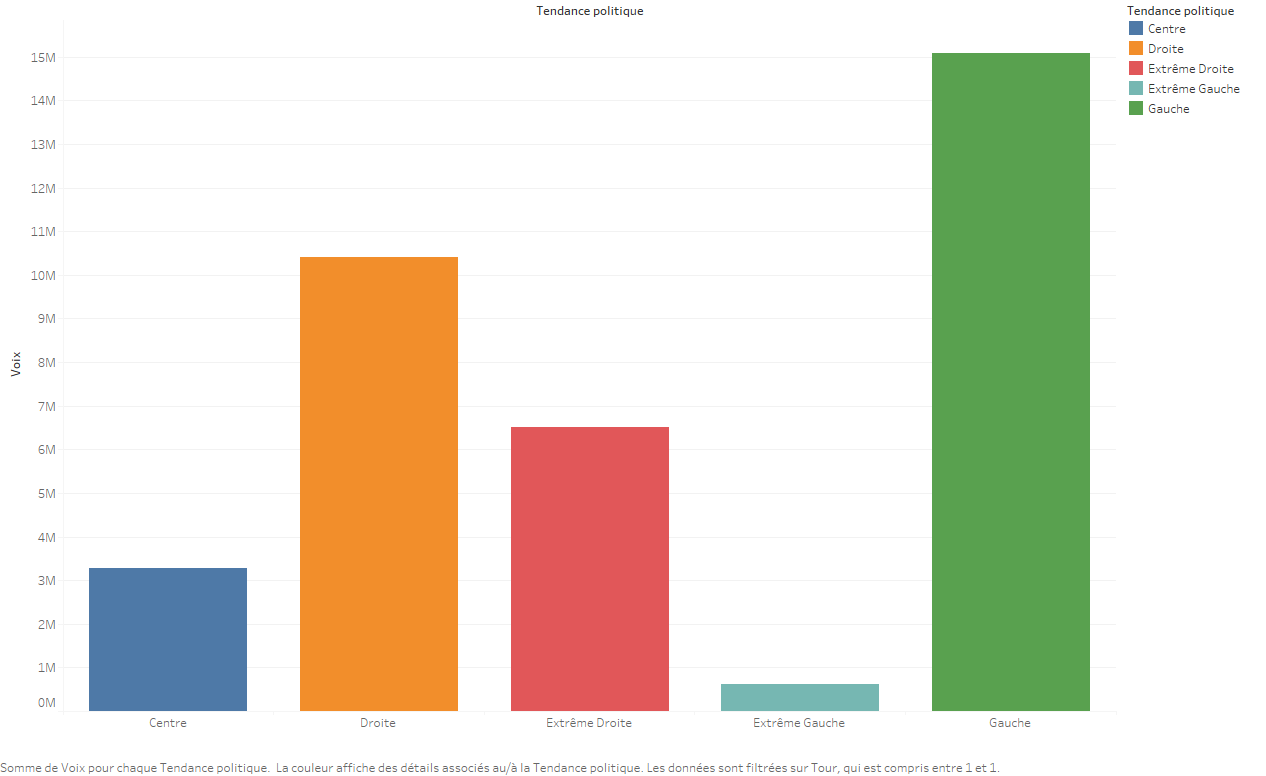 Tendance politique
Tendance politique
Centre
Droite
Extrême Droite
Extrême Gauche
Gauche
15M
14M
13M
12M
11M
10M
9M
8M
7M
6M
5M
4M
3M
2M
1M
0M
Voix
Centre
Droite
Extrême Droite
Extrême Gauche
Gauche
Somme de Voix pour chaque Tendance politique.  La couleur affiche des détails associés au/à la Tendance politique. Les données sont filtrées sur Tour, qui est compris entre 1 et 1.